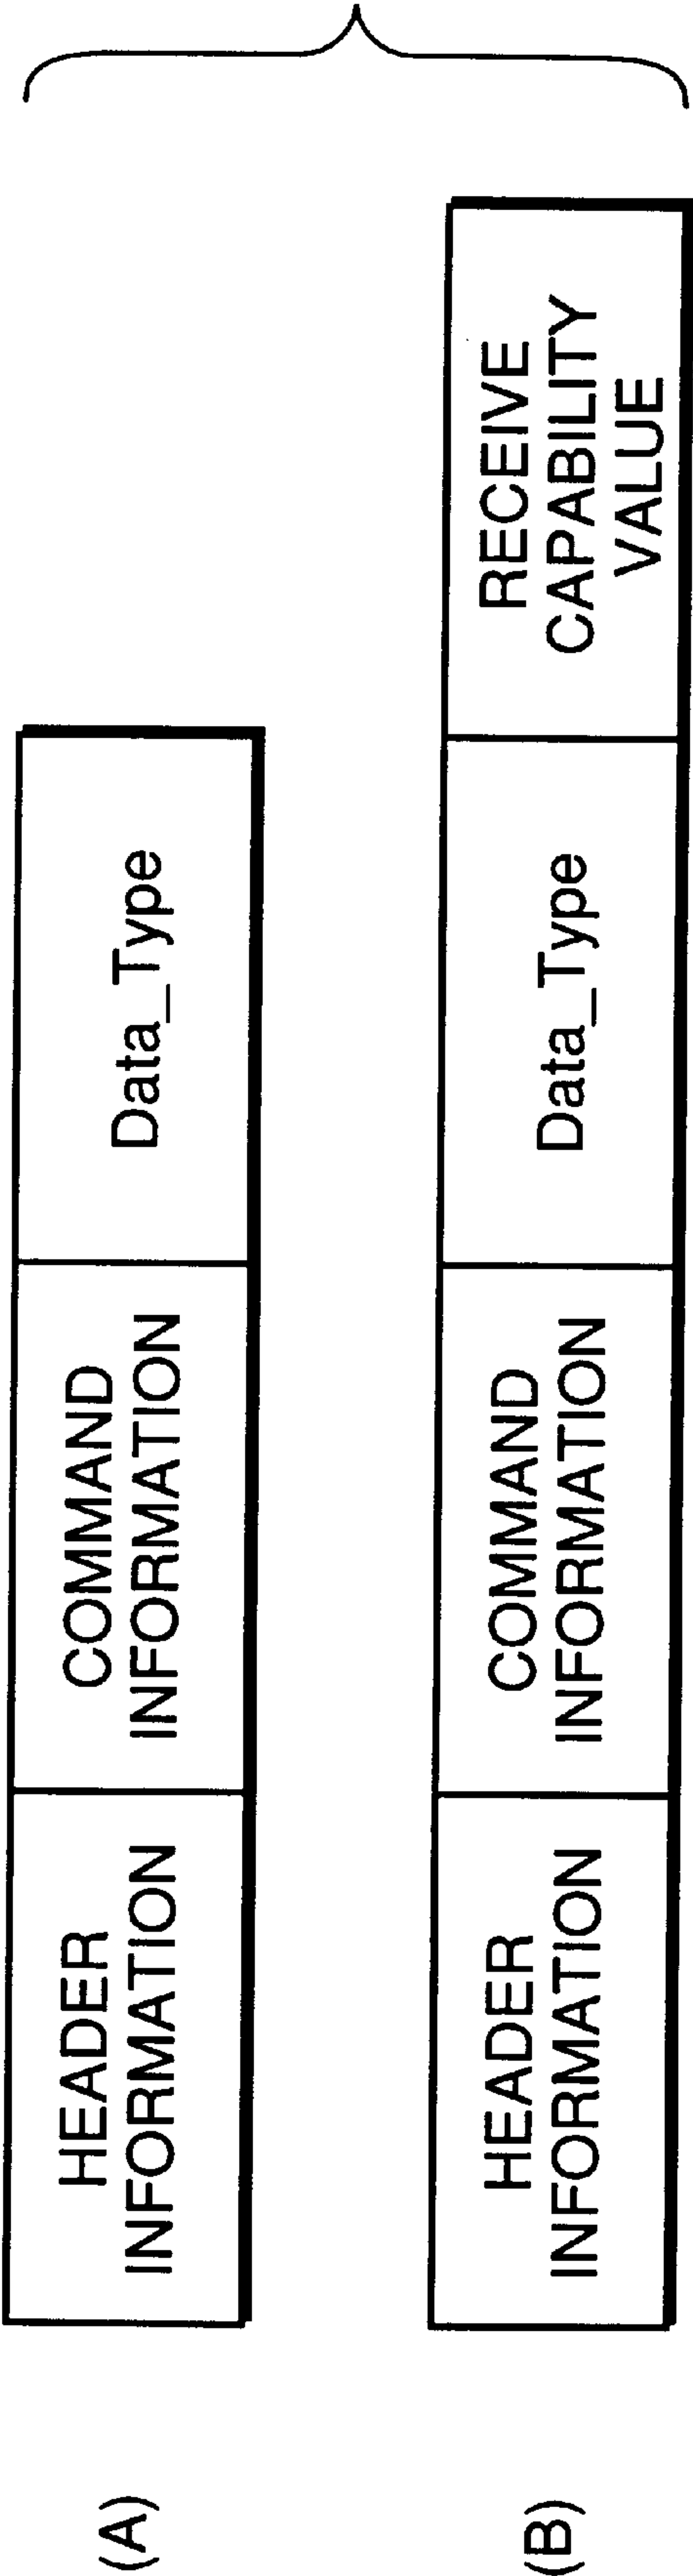 (A)
HEADER
INFORMATION
COMMAND
INFORMATION
Data_Type
(B)
HEADER
INFORMATION
COMMAND
INFORMATION
Data_Type
RECEIVE
CAPABILITY
VALUE